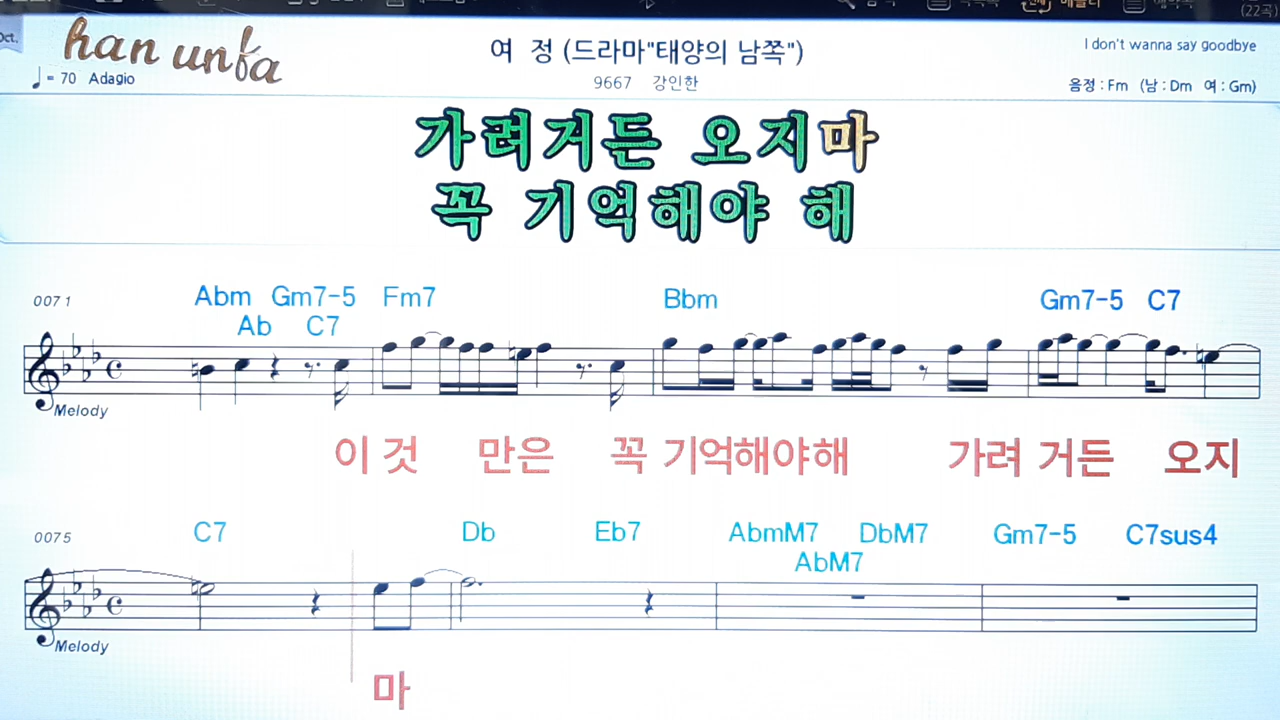 (22곡)
Oct.
han unfa
여 정 (드라마"태양의 남쪽")
I don't wanna say goodbye
= 70 Adagio
9667 강인한
음정 : Fm (남 : Dm 여 : Gm)
가려거든 오지마
꼭 기억해야 해
0071 Abm Gm7-5 Fm7 Bbm Gm7-5 C7
Ab C7
Melody
이 것 만은 꼭 기억해야해 가려 거든 오지
0075 C7 Db Eb7 AbmM7 DbM7 Gm7-5 C7sus4
AbM7
Melody
마